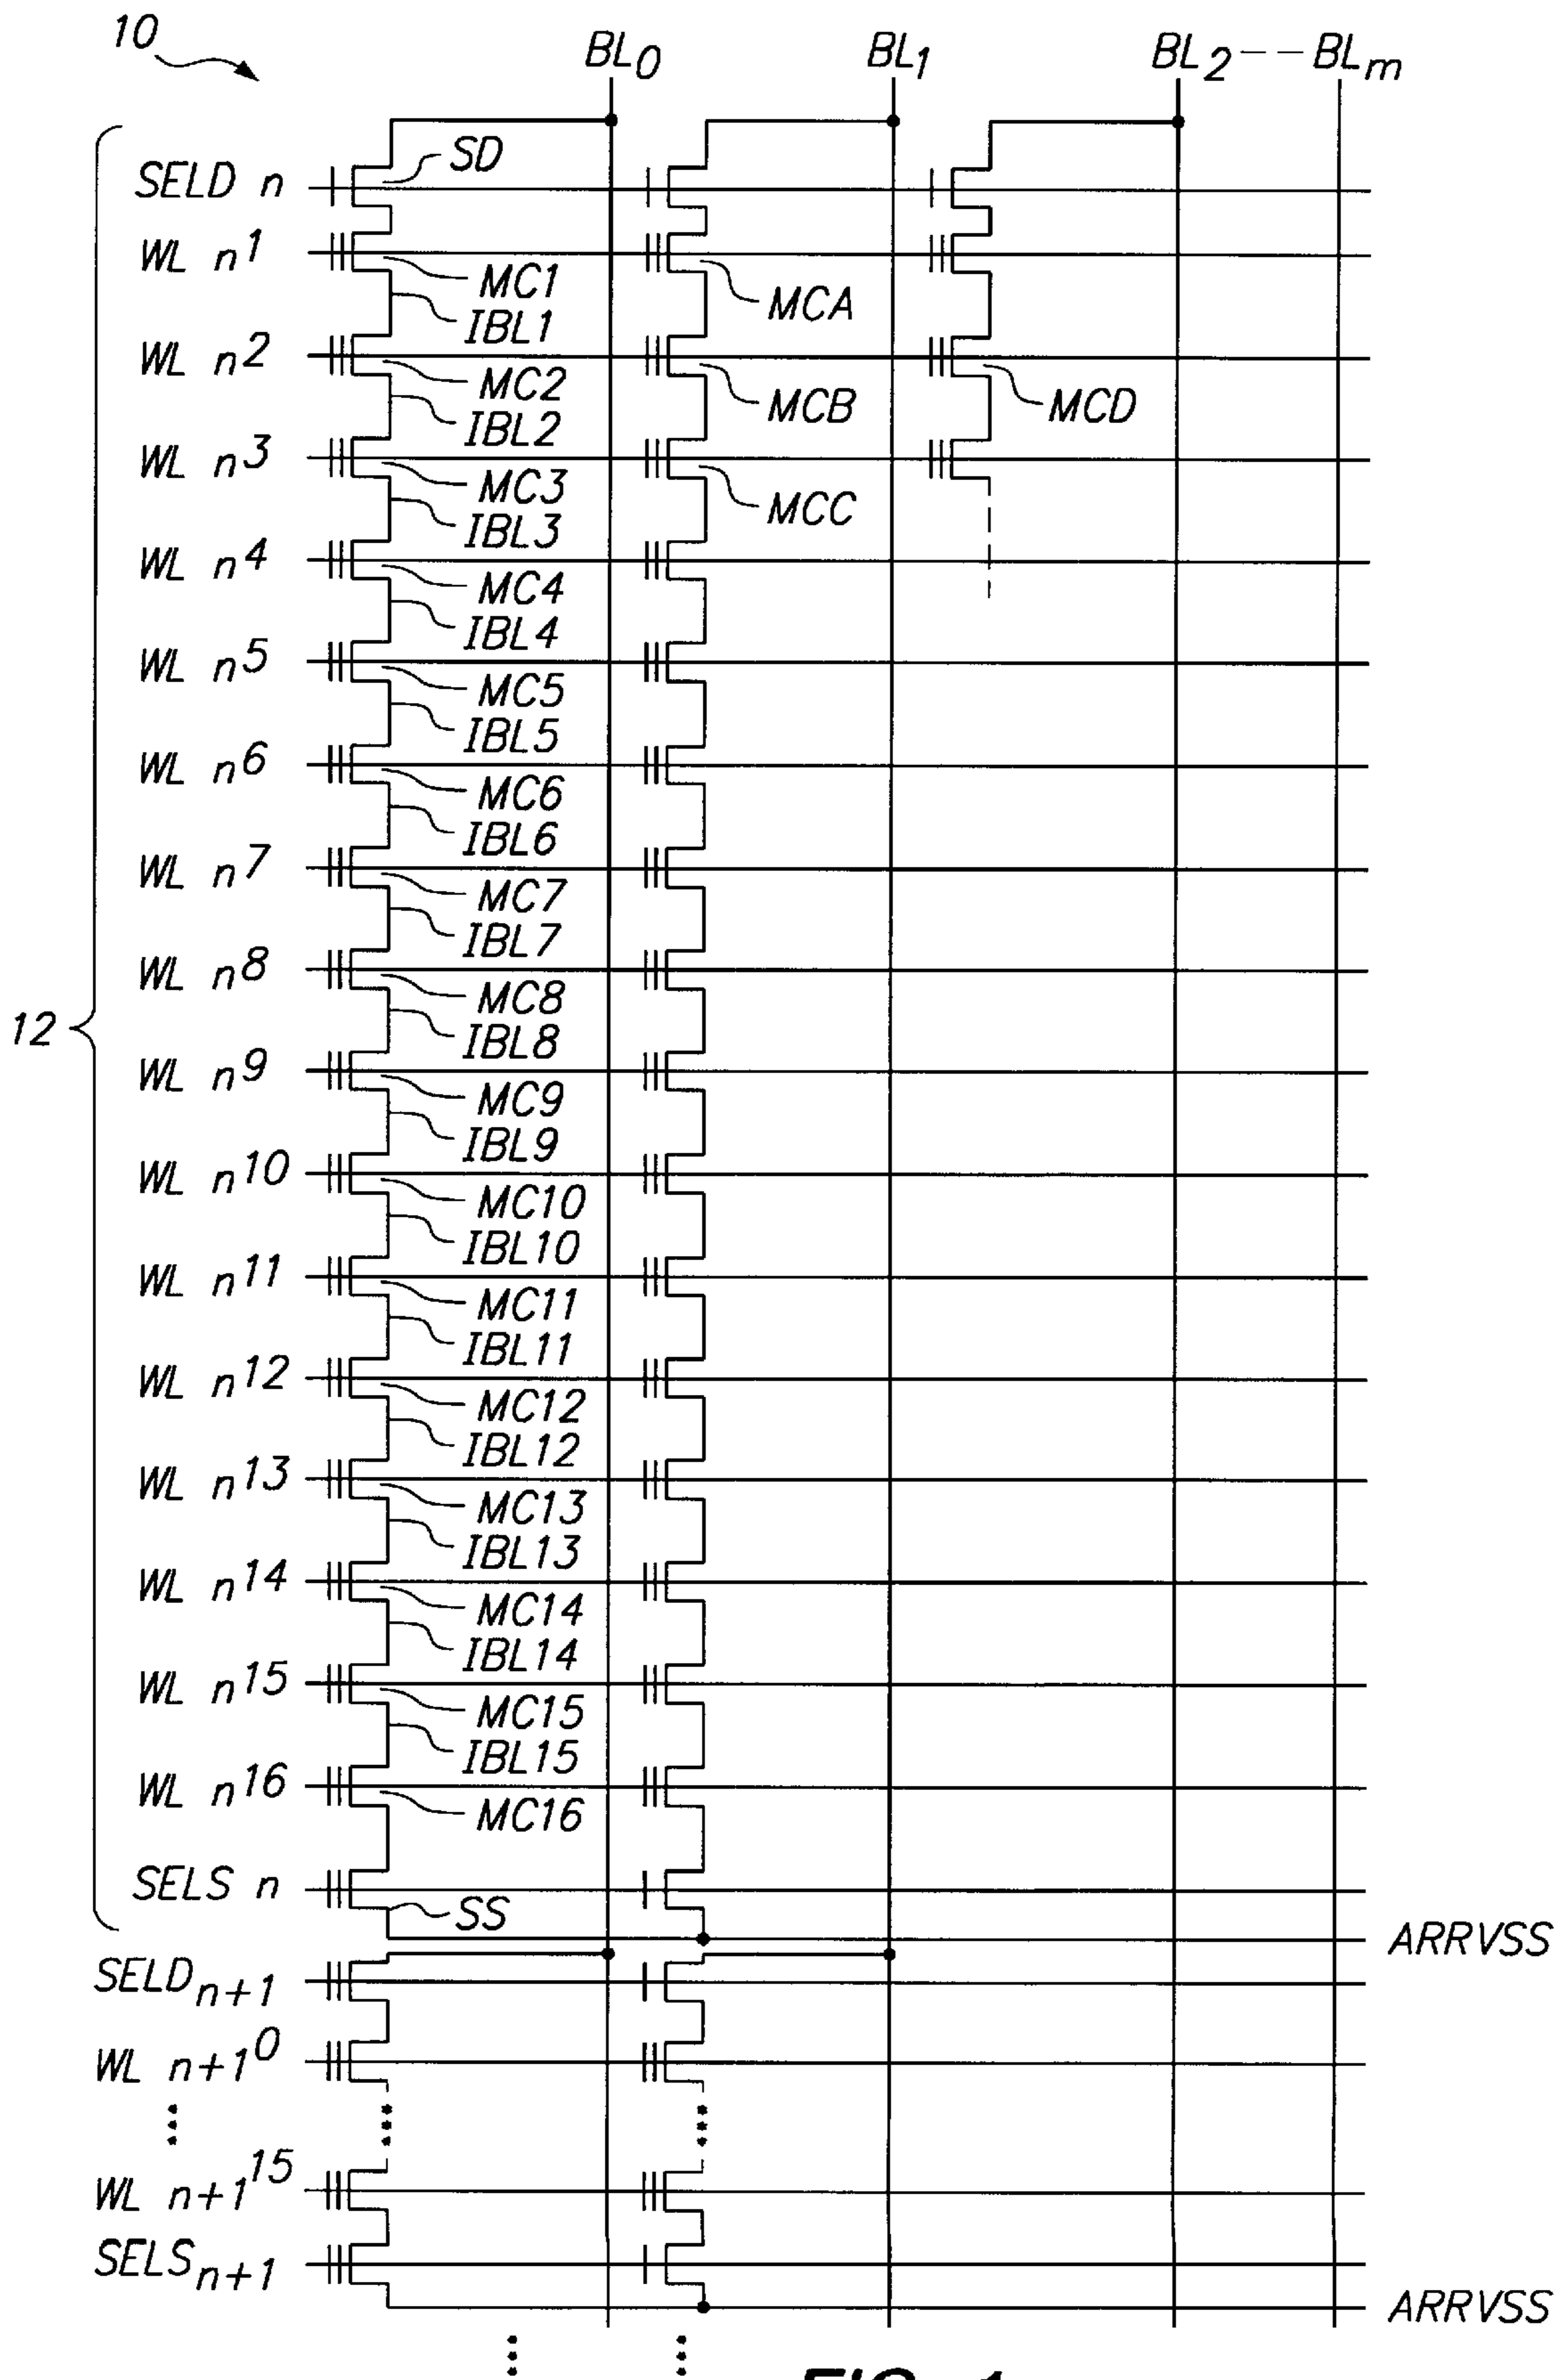 10
BL0 BL1 BL2 -- BLm
SELD n SD
WL n1
MC1 MCA
IBL1
WL n2
MC2 MCB MCD
IBL2
WL n3
MC3 MCC
IBL3
WL n4
MC4
IBL4
WL n5
MC5
IBL5
WL n6
MC6
IBL6
WL n7
MC7
IBL7
WL n8
MC8
IBL8
12
WL n9
MC9
IBL9
WL n10
MC10
IBL10
WL n11
MC11
IBL11
WL n12
MC12
IBL12
WL n13
MC13
IBL13
WL n14
MC14
IBL14
WL n15
MC15
IBL15
WL n16
MC16
SELS n
SS
ARRVSS
SELDn+1
WL n+10
WL n+115
SELSn+1
ARRVSS